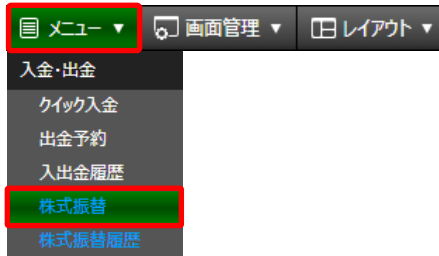 メニュー ▼ 画面管理 ▼ レイアウト ▼
入金・出金
クイック入金
出金予約
入出金履歴
株式振替
株式振替履歴